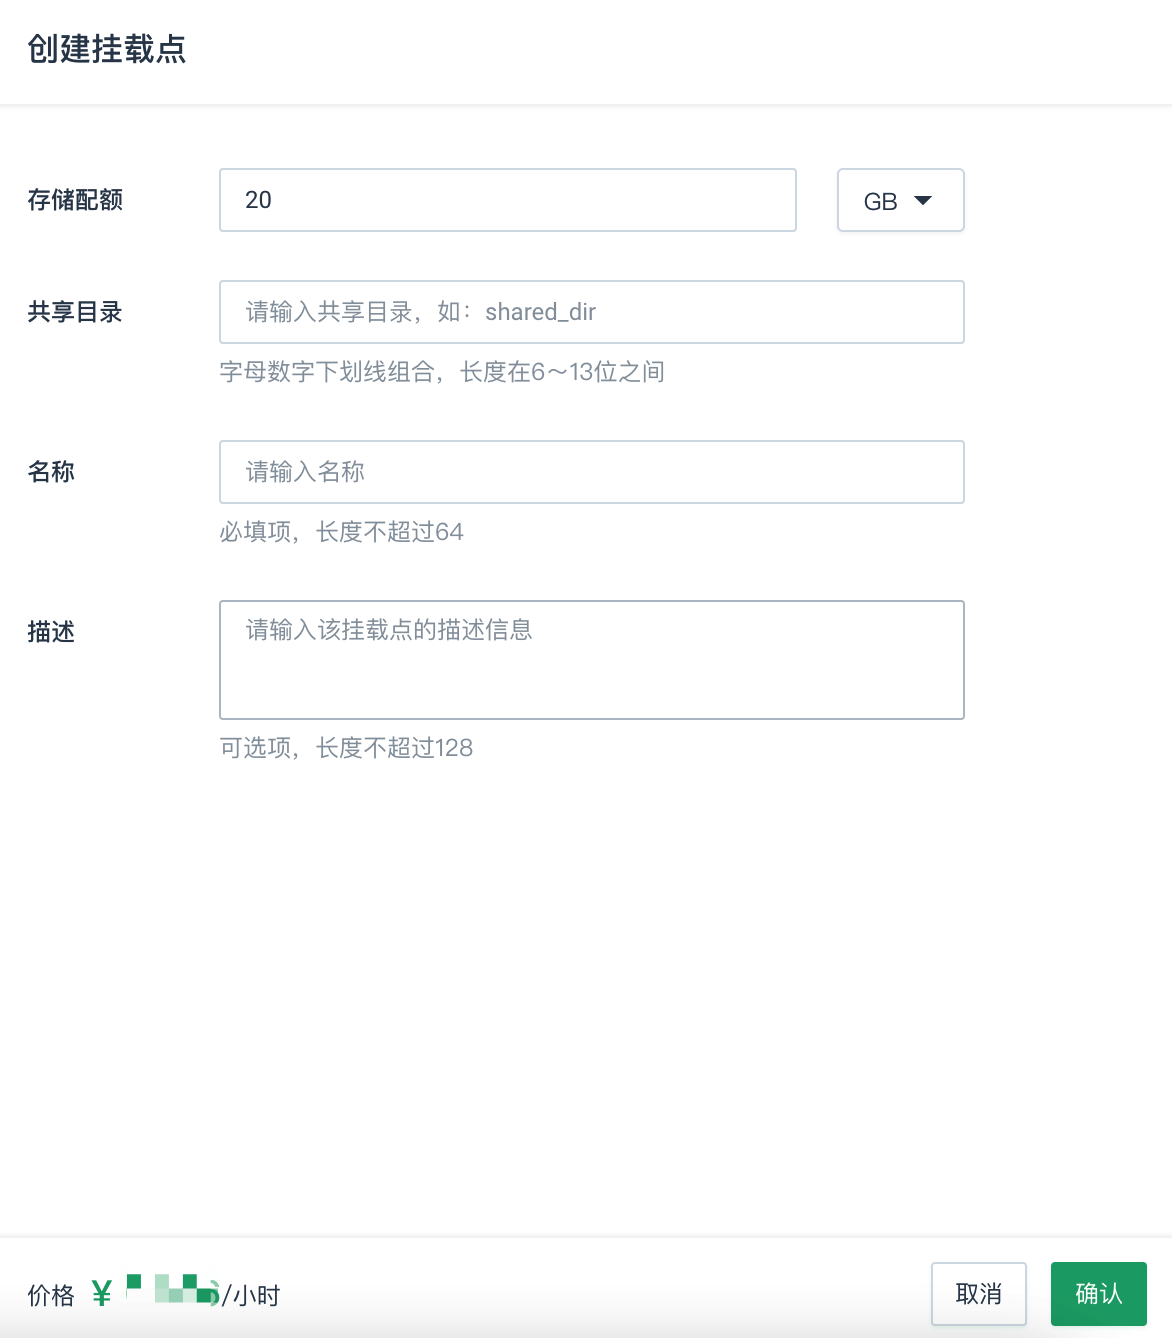 创建挂载点
存储配额 20 GB
共享目录 请输入共享目录，如：shared_dir
字母数字下划线组合，长度在6～13位之间
名称 请输入名称
必填项，长度不超过64
描述 请输入该挂载点的描述信息
可选项，长度不超过128
价格 ¥ /小时 取消 确认